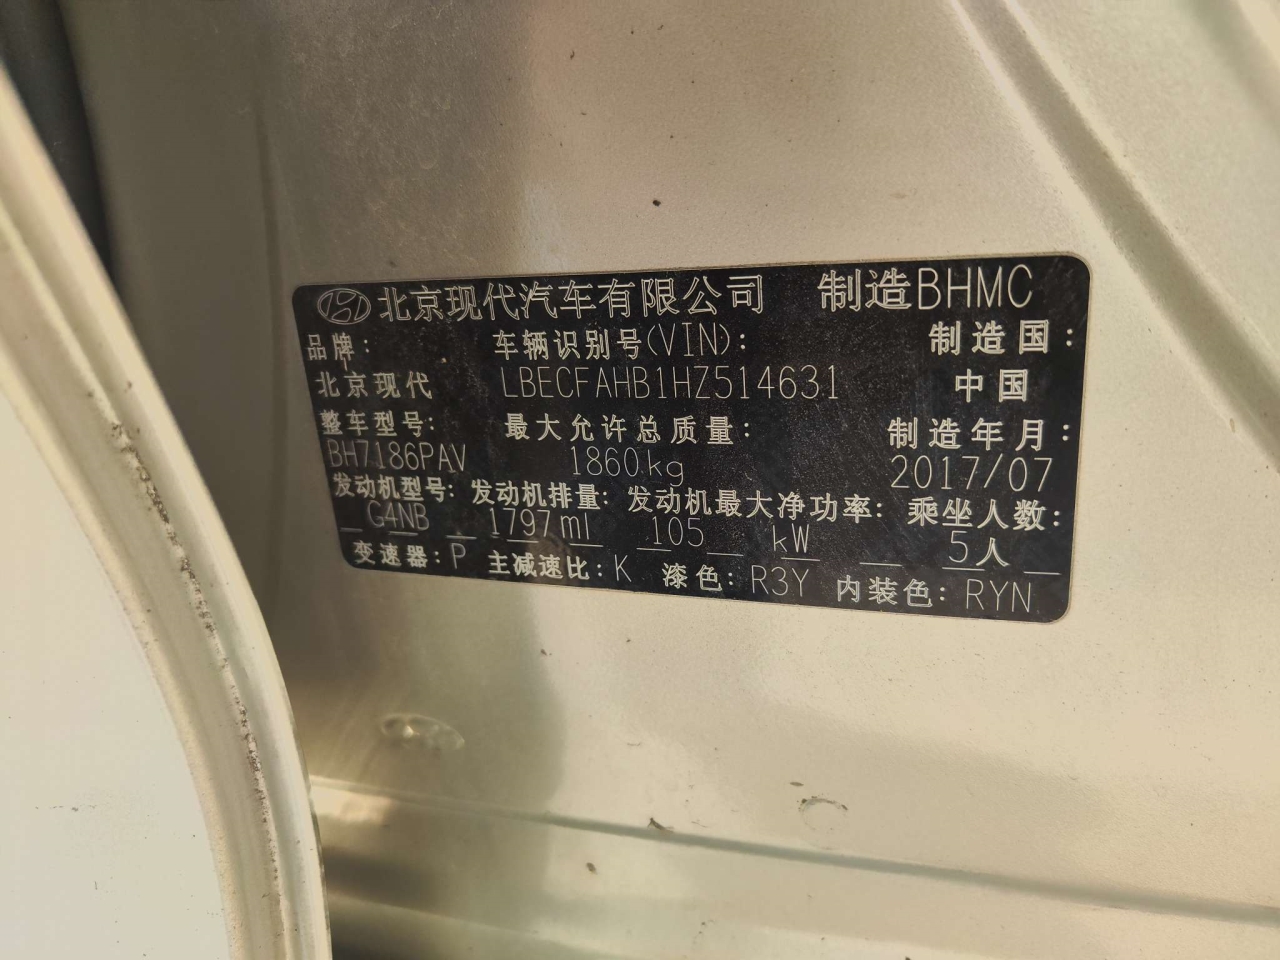 北京现代汽车有限公司 制造BHMC
品牌: 车辆识别号(VIN): 制造国:
北京现代 LBECFAHB1HZ514631 中国
整车型号: 最大允许总质量: 制造年月:
BH7186PAV 1860kg 2017/07
发动机型号: 发动机排量: 发动机最大净功率: 乘坐人数:
G4NB 1797ml 105 kW 5人
变速器: P 主减速比: K 漆色: R3Y 内装色: RYN